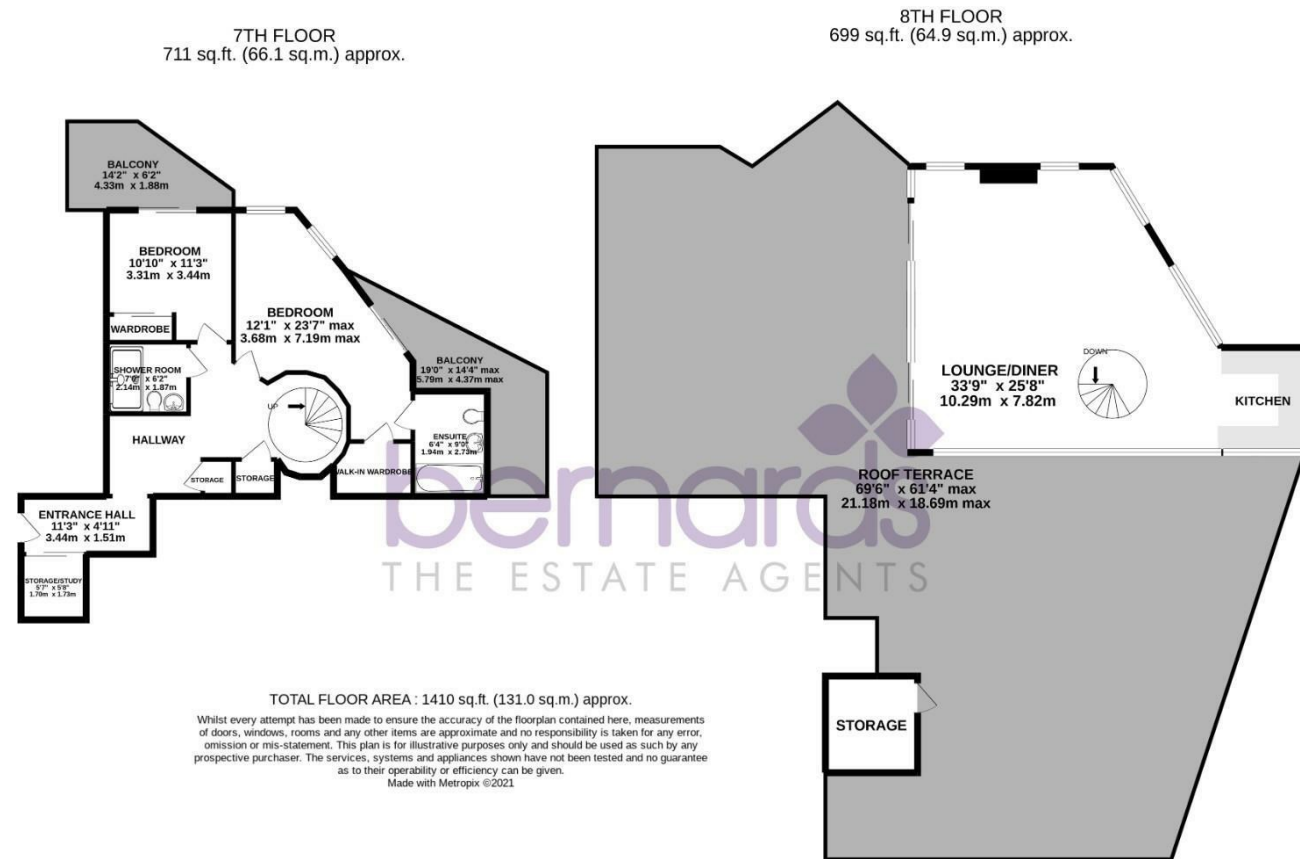 7TH FLOOR
711 sq.ft. (66.1 sq.m.) approx.
8TH FLOOR
699 sq.ft. (64.9 sq.m.) approx.
BALCONY
14'2" x 6'2"
4.33m x 1.88m
BEDROOM
10'10" x 11'3"
3.31m x 3.44m
WARDROBE
BEDROOM
12'1" x 23'7" max
3.68m x 7.19m max
BALCONY
19'0" x 14'4" max
5.79m x 4.37m max
SHOWER ROOM
7'0" x 6'2"
2.14m x 1.87m
UP
HALLWAY
ENSUITE
6'4" x 9'0"
1.94m x 2.73m
STORAGE
STORAGE
WALK-IN WARDROBE
ENTRANCE HALL
11'3" x 4'11"
3.44m x 1.51m
STORAGE/STUDY
5'7" x 5'8"
1.70m x 1.73m
DOWN
LOUNGE/DINER
33'9" x 25'8"
10.29m x 7.82m
KITCHEN
ROOF TERRACE
69'6" x 61'4" max
21.18m x 18.69m max
STORAGE
bernards
THE ESTATE AGENTS
TOTAL FLOOR AREA : 1410 sq.ft. (131.0 sq.m.) approx.
Whilst every attempt has been made to ensure the accuracy of the floorplan contained here, measurements
of doors, windows, rooms and any other items are approximate and no responsibility is taken for any error,
omission or mis-statement. This plan is for illustrative purposes only and should be used as such by any
prospective purchaser. The services, systems and appliances shown have not been tested and no guarantee
as to their operability or efficiency can be given.
Made with Metropix ©2021